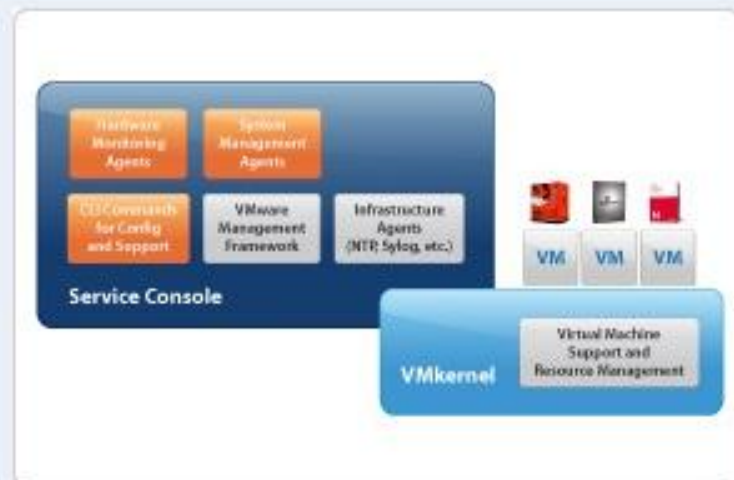 Hardware
Monitoring
Agents
System
Management
Agents
CLI Commands
for Config
and Support
VMware
Management
Framework
Infrastructure
Agents
(NTP, Sylog, etc.)
Service Console
VM
VM
VM
VMkernel
Virtual Machine
Support and
Resource Management